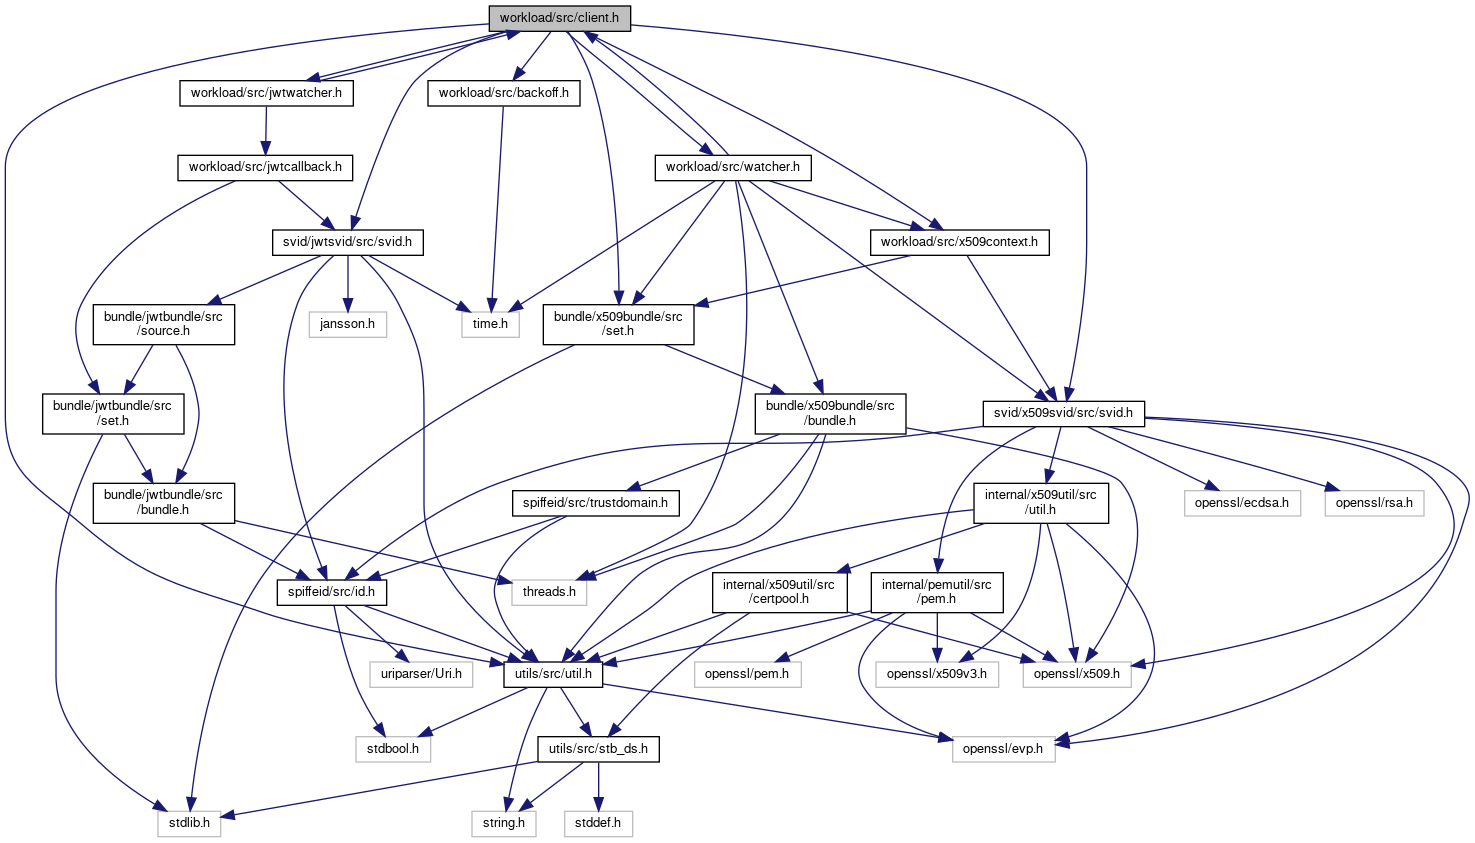 workload/src/client.h
workload/src/jwtwatcher.h
workload/src/backoff.h
workload/src/jwtcallback.h
workload/src/watcher.h
svid/jwtsvid/src/svid.h
workload/src/x509context.h
bundle/jwtbundle/src
/source.h
jansson.h
time.h
bundle/x509bundle/src
/set.h
bundle/jwtbundle/src
/set.h
bundle/x509bundle/src
/bundle.h
svid/x509svid/src/svid.h
bundle/jwtbundle/src
/bundle.h
spiffeid/src/trustdomain.h
internal/x509util/src
/util.h
openssl/ecdsa.h
openssl/rsa.h
spiffeid/src/id.h
threads.h
internal/x509util/src
/certpool.h
internal/pemutil/src
/pem.h
uriparser/Uri.h
utils/src/util.h
openssl/pem.h
openssl/x509v3.h
openssl/x509.h
stdbool.h
utils/src/stb_ds.h
openssl/evp.h
stdlib.h
string.h
stddef.h